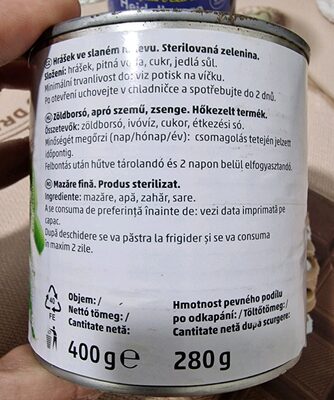 Hrášek ve slaném nálevu. sterilovaná zelenina.
Složení: hrášek, pitná voda, cukr, jedlá sůl.
Minimální trvanlivost do: viz potisk na víčku.
Po otevření uchovejte v chladničce a spotřebujte do 2 dnů.
Zöldborsó, apró szemű, zsenge. Hőkezelt termék.
Összetevők: zöldborsó, ivóvíz, cukor, étkezési só.
Minőségét megőrzi (nap/hónap/év): csomagolás tetején jelzett
időpontig.
Felbontás után hűtve tárolandó és 2 napon belül elfogyasztandó.
Mazăre fină. Produs sterilizat.
Ingrediente: mazăre, apă, zahăr, sare.
A se consuma de preferință înainte de: vezi data imprimată pe
capac.
După deschidere se va păstra la frigider și se va consuma
în maxim 2 zile.
40
FE
Objem: /
Nettó tömeg: /
Cantitate netă:
400 g e
Hmotnost pevného podílu
po odkapání: / Töltőtömeg: /
Cantitate netă după scurgere:
280 g